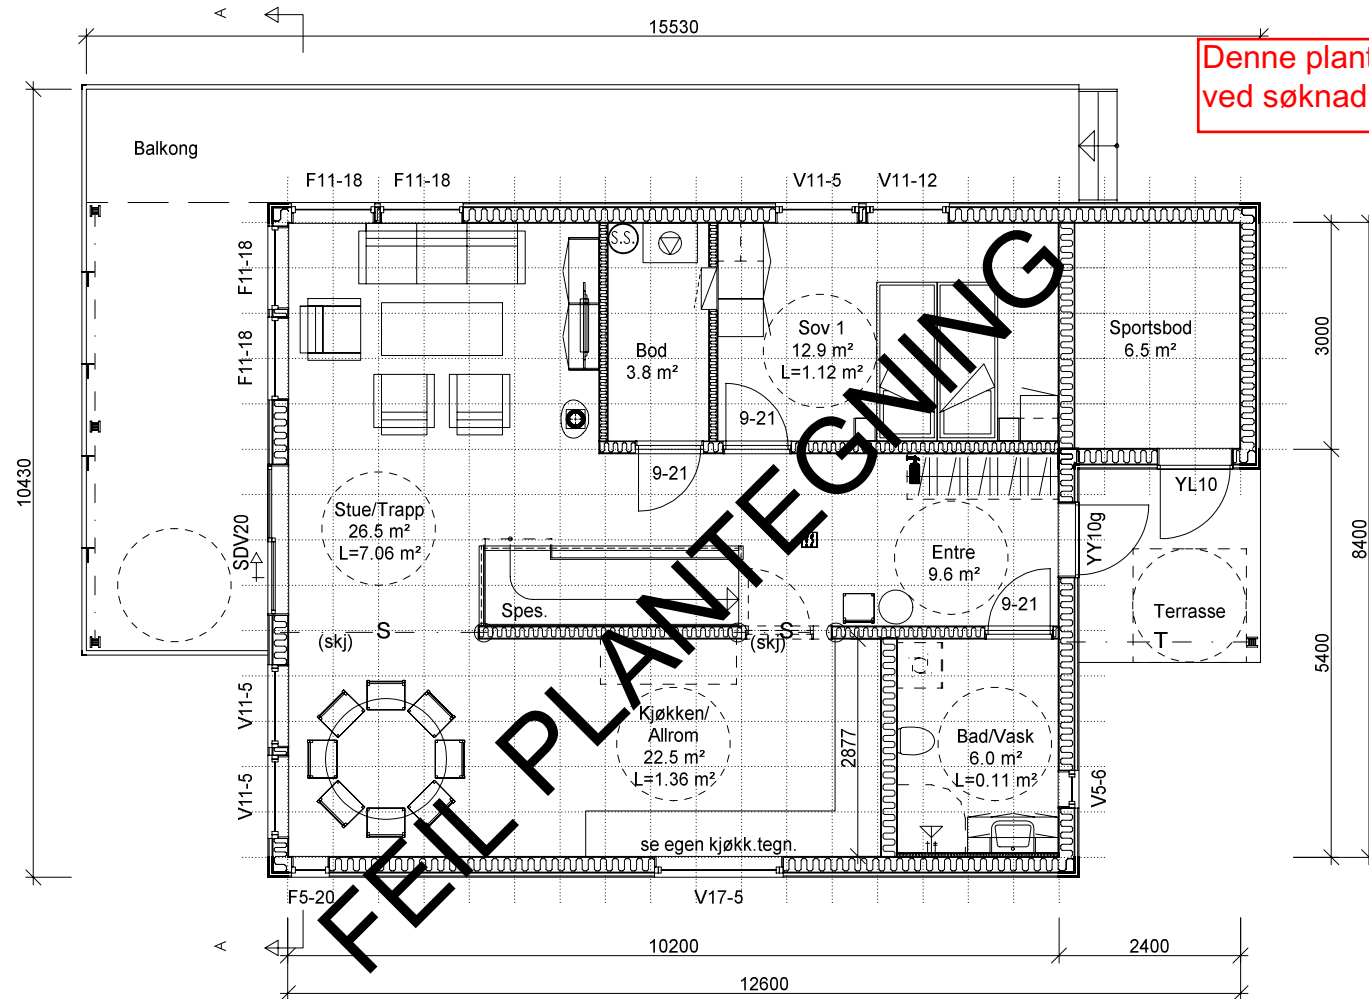 A
15530
Denne plant
ved søknad
Balkong
F11-18
F11-18
V11-5
V11-12
S.S.
F11-18
F11-18
Bod
3.8 m²
Sov 1
12.9 m²
L=1.12 m²
Sportsbod
6.5 m²
3000
9-21
9-21
10430
YL10
Stue/Trapp
26.5 m²
L=7.06 m²
SDV20
Entre
9.6 m²
YY10g
8400
9-21
Spes.
Terrasse
T
S
(skj)
S
(skj)
5400
V11-5
V11-5
Kjøkken/
Allrom
22.5 m²
L=1.36 m²
2877
Bad/Vask
6.0 m²
L=0.11 m²
V5-6
se egen kjøkk.tegn.
F5-20
V17-5
FEIL PLANTEGNING
A
10200
2400
12600